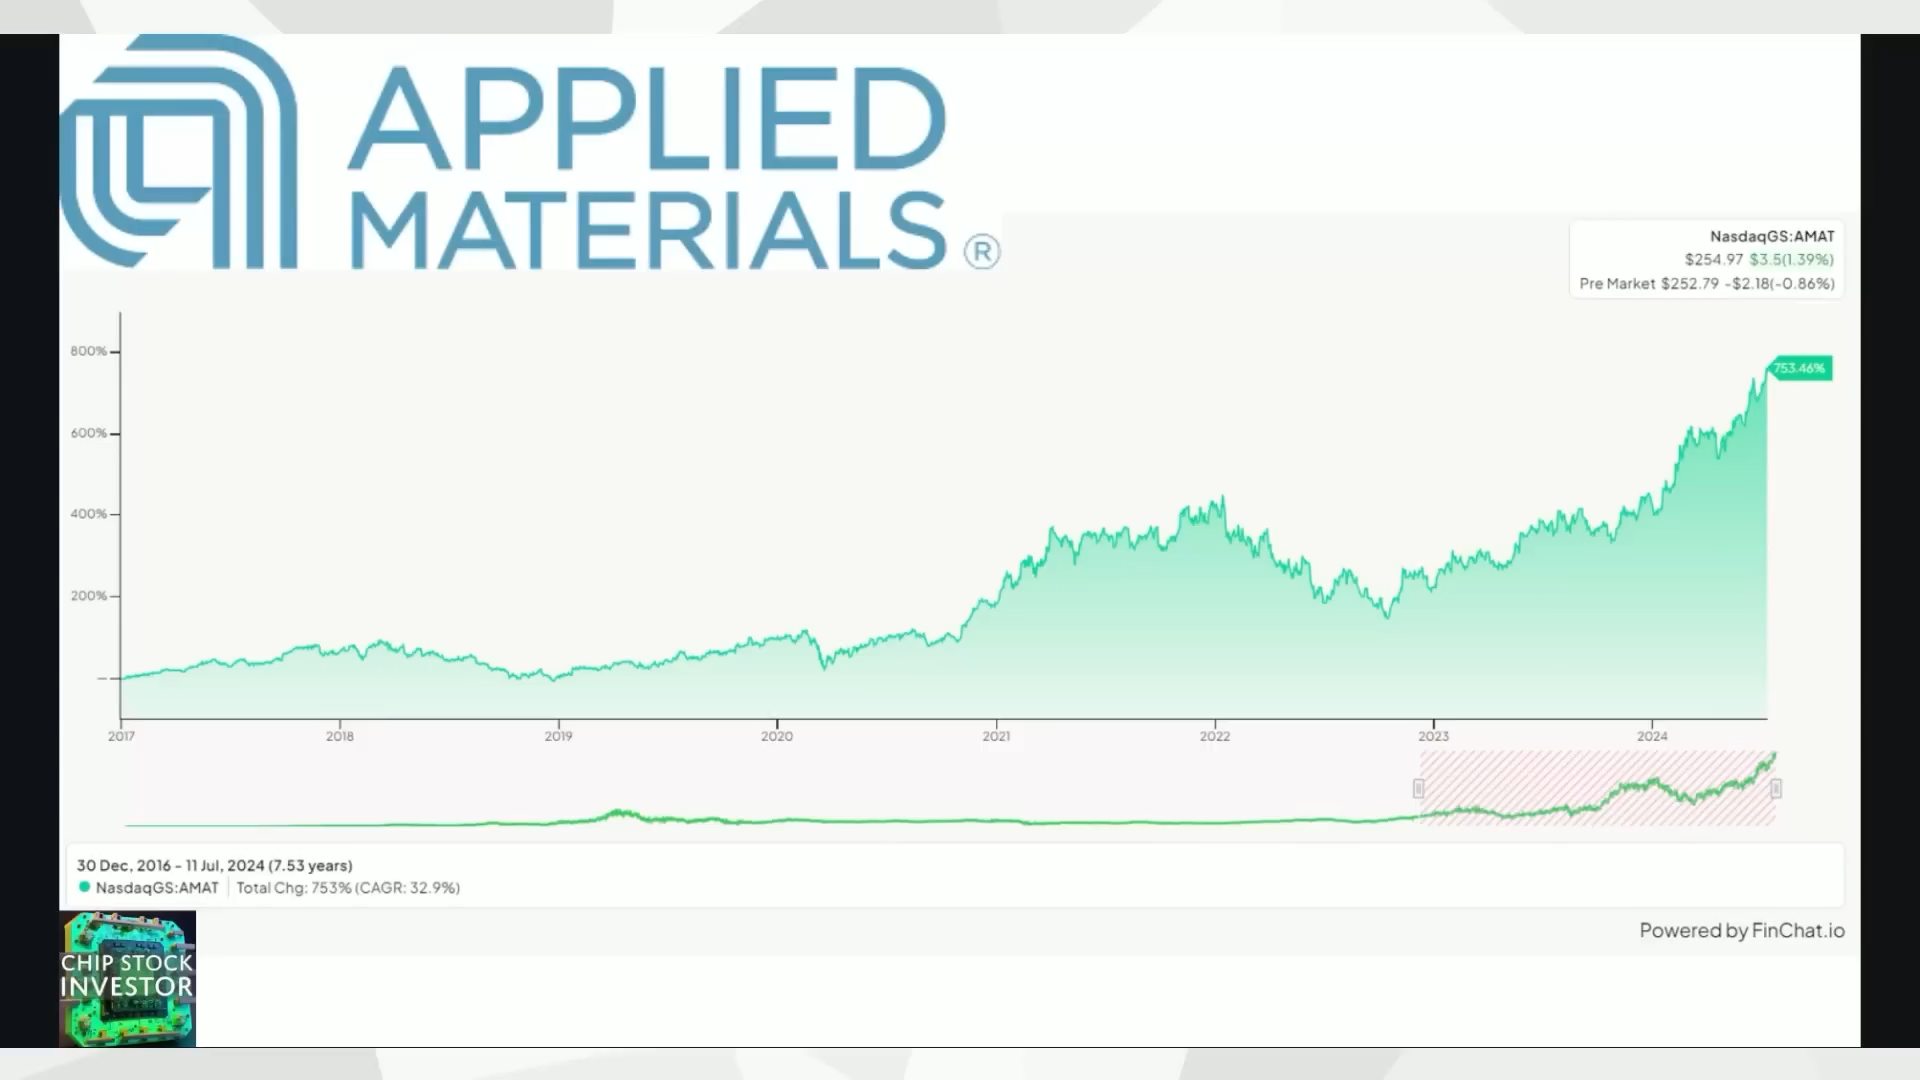 APPLIED
MATERIALS ®
NasdaqGS:AMAT
$254.97 $3.5(1.39%)
Pre Market $252.79 -$2.18(-0.86%)
800%
753.46%
600%
400%
200%
—
2017 2018 2019 2020 2021 2022 2023 2024
30 Dec, 2016 - 11 Jul, 2024 (7.53 years)
NasdaqGS:AMAT Total Chg: 753% (CAGR: 32.9%)
Powered by FinChat.io
CHIP STOCK
INVESTOR